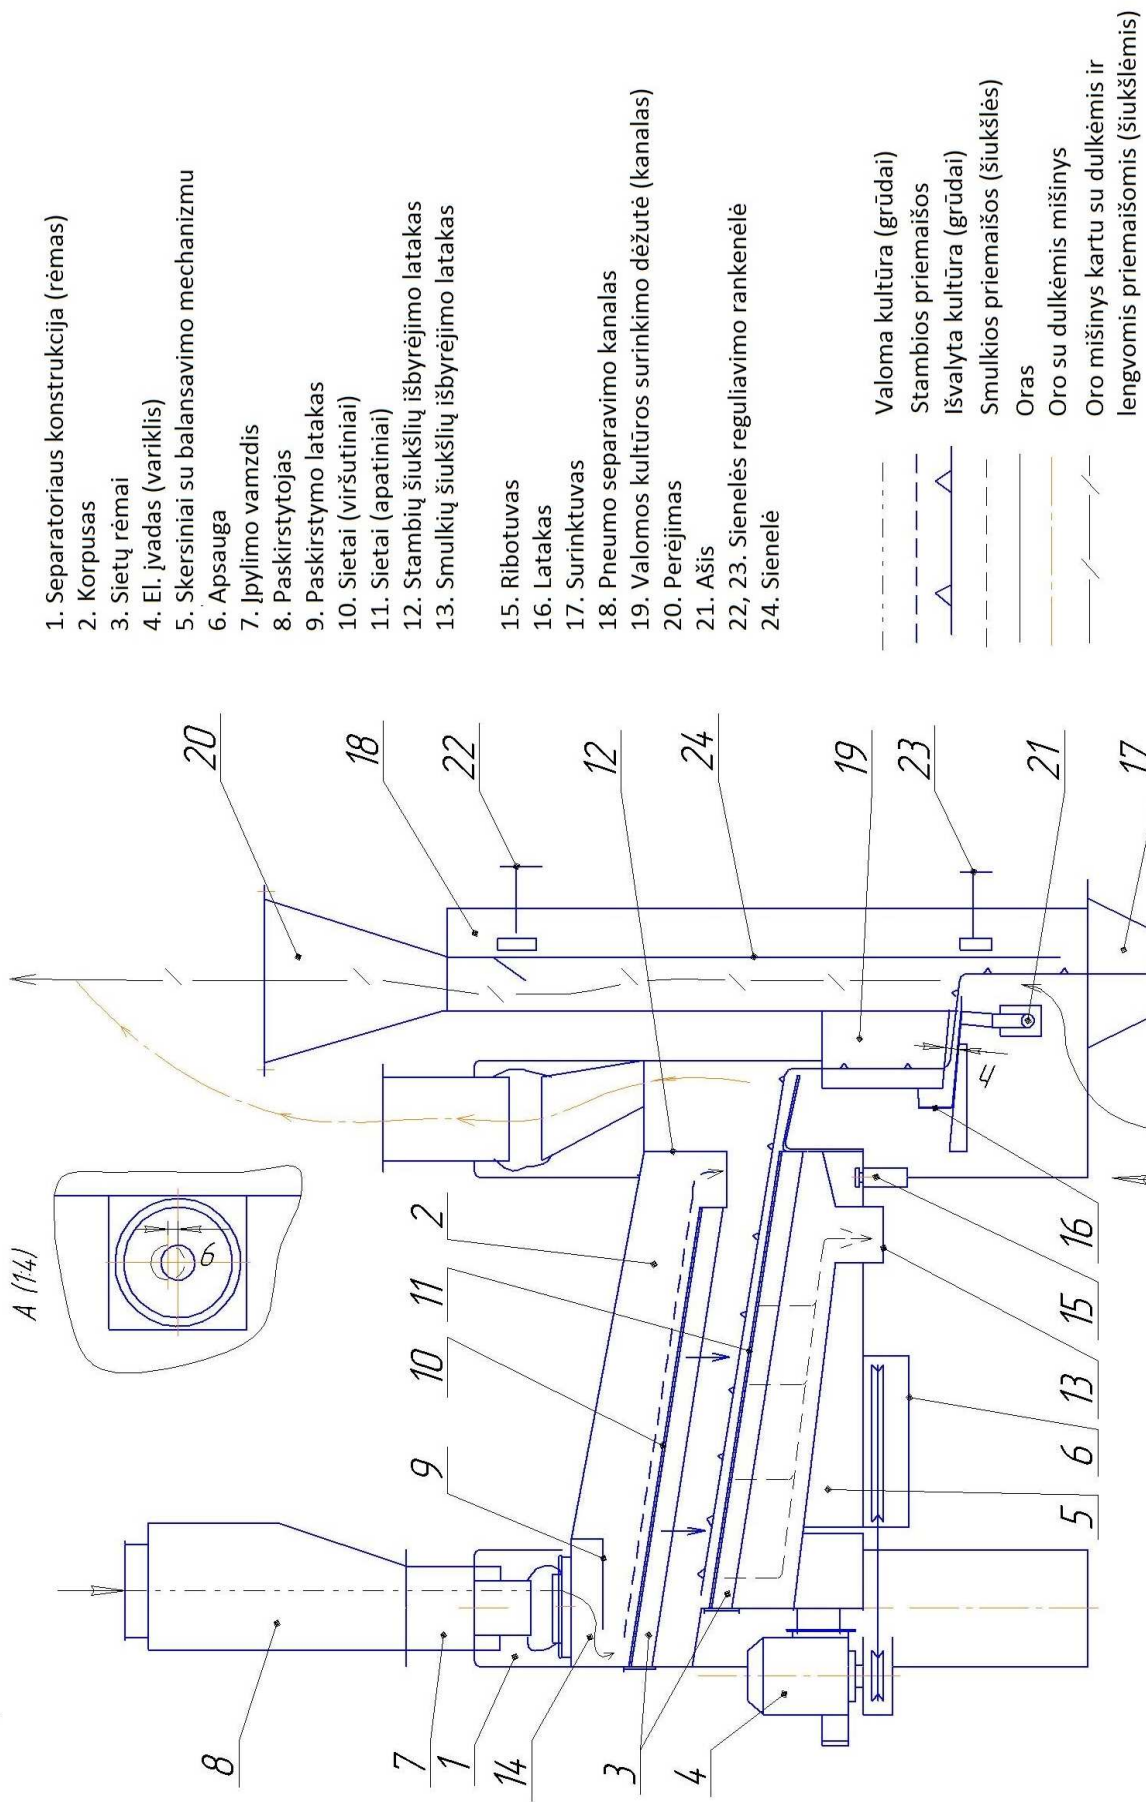 1. Separatoriaus konstrukcija (rėmas)
2. Korpusas
3. Sietų rėmai
4. El. įvadas (variklis)
5. Skersiniai su balansavimo mechanizmu
6. Apsauga
7. Įpylimo vamzdis
8. Paskirstytojas
9. Paskirstymo latakas
10. Sietai (viršutiniai)
11. Sietai (apatiniai)
12. Stambių šiukšlių išbyrėjimo latakas
13. Smulkių šiukšlių išbyrėjimo latakas
15. Ribotuvas
16. Latakas
17. Surinktuvas
18. Pneumo separavimo kanalas
19. Valomos kultūros surinkimo dėžutė (kanalas)
20. Perėjimas
21. Ašis
22, 23. Sienelės reguliavimo rankenėlė
24. Sienelė
Valoma kultūra (grūdai)
Stambios priemaišos
Išvalyta kultūra (grūdai)
Smulkios priemaišos (šiukšlės)
Oras
Oro su dulkėmis mišinys
Oro mišinys kartu su dulkėmis ir
lengvomis priemaišomis (šiukšlėmis)
A (1:4)
6
8
7
1
14
3
4
9
10
11
2
20
18
22
12
24
19
23
21
17
4
5
6
13
15
16